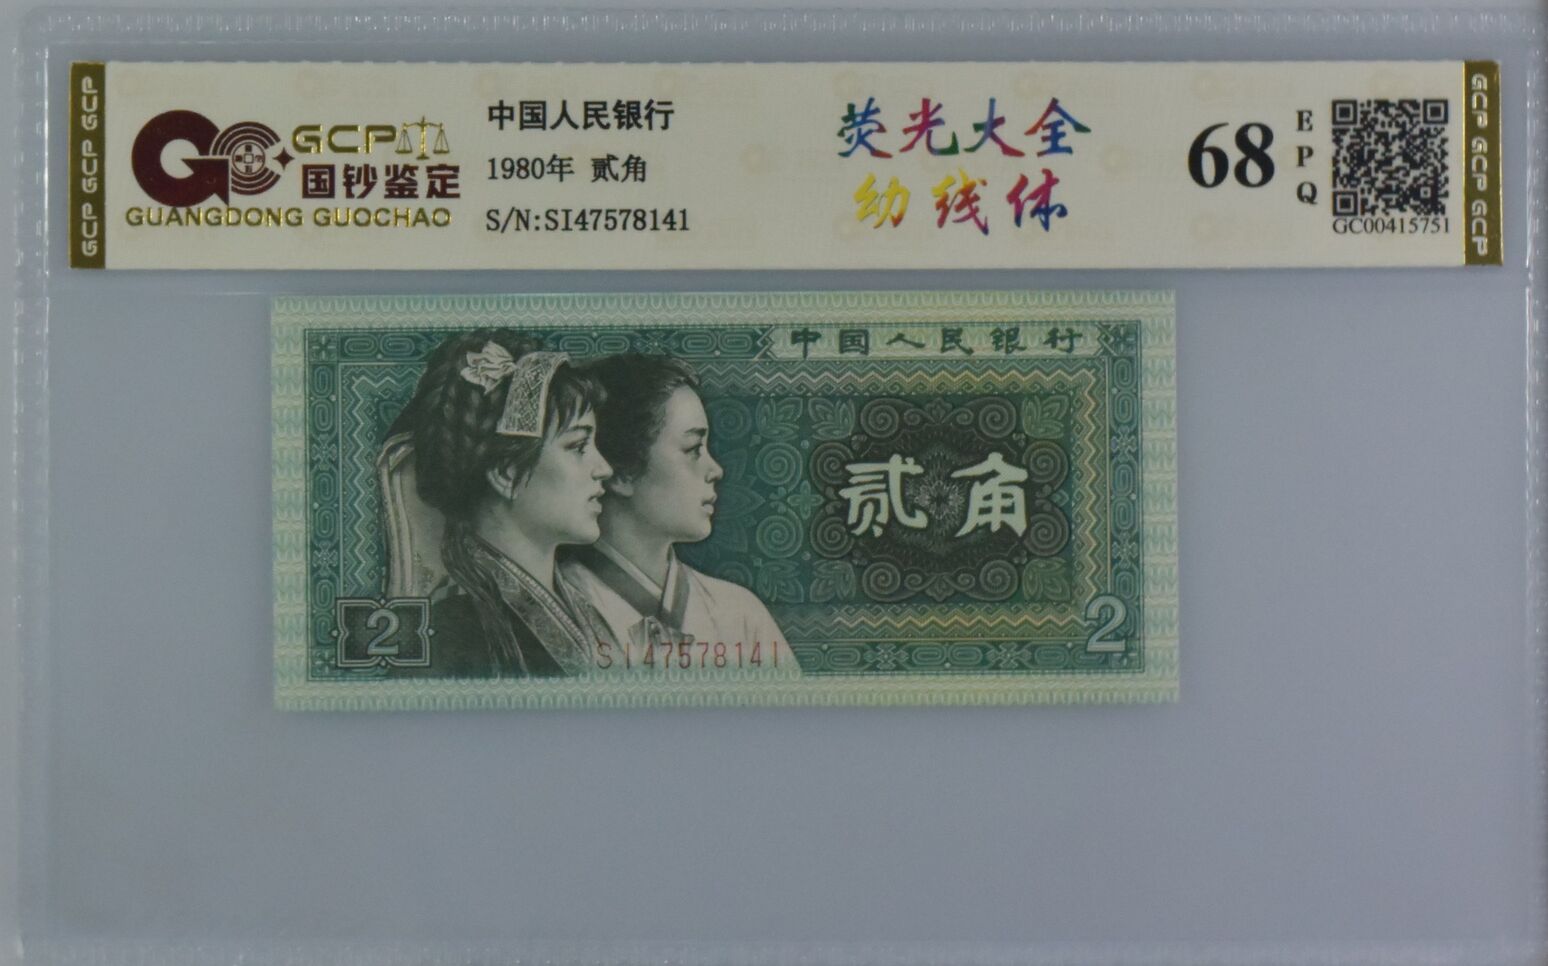 GCP GCP GCP
GCP
国钞鉴定
GUANGDONG GUOCHAO
中国人民银行
1980年 贰角
S/N:SI47578141
荧光大全
幼线体
68
EPQ
GC00415751
GCP GCP GCP
中国人民银行
贰角
2
2
SI47578141